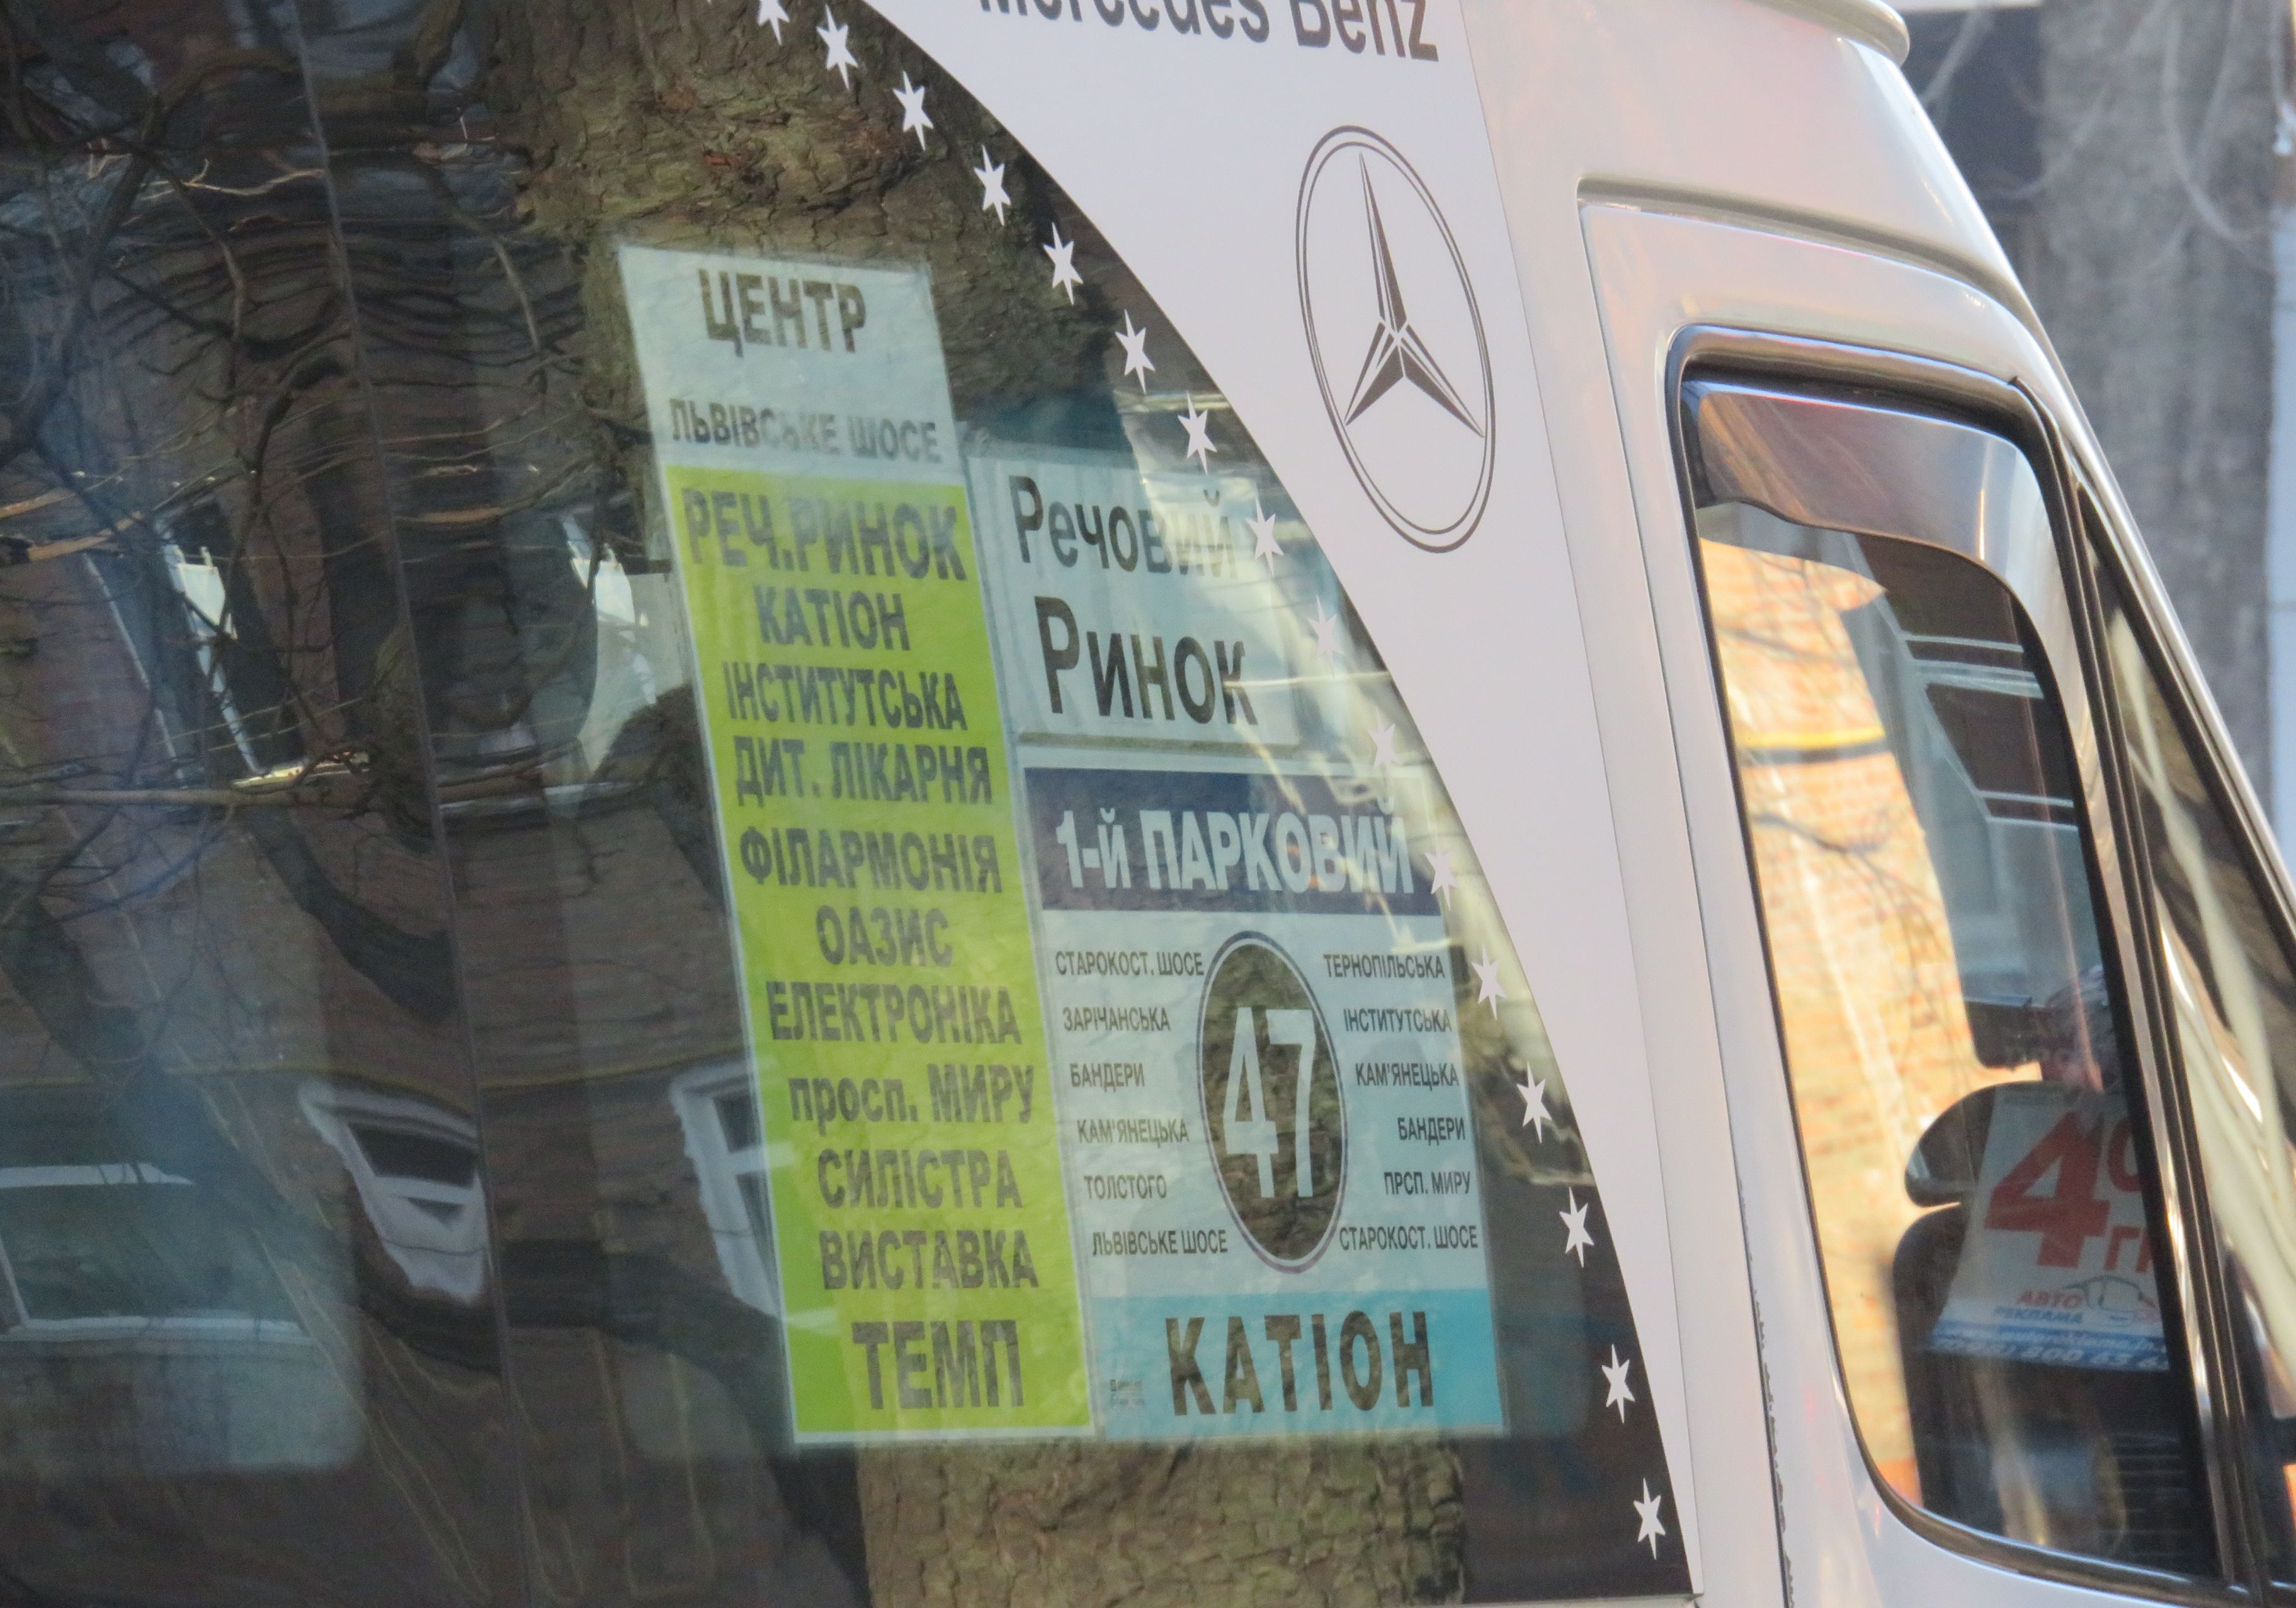 Mercedes Benz
ЦЕНТР
ЛЬВІВСЬКЕ ШОСЕ
РЕЧ.РИНОК
КАТІОН
ІНСТИТУТСЬКА
ДИТ. ЛІКАРНЯ
ФІЛАРМОНІЯ
ОАЗИС
ЕЛЕКТРОНІКА
просп. МИРУ
СИЛІСТРА
ВИСТАВКА
ТЕМП
Речовий
Ринок
1-й ПАРКОВИЙ
СТАРОКОСТ. ШОСЕ
ЗАРІЧАНСЬКА
БАНДЕРИ
КАМ'ЯНЕЦЬКА
ТОЛСТОГО
ЛЬВІВСЬКЕ ШОСЕ
47
ТЕРНОПІЛЬСЬКА
ІНСТИТУТСЬКА
КАМ'ЯНЕЦЬКА
БАНДЕРИ
ПРСП. МИРУ
СТАРОКОСТ. ШОСЕ
КАТІОН
4
АВТО
РЕКЛАМА